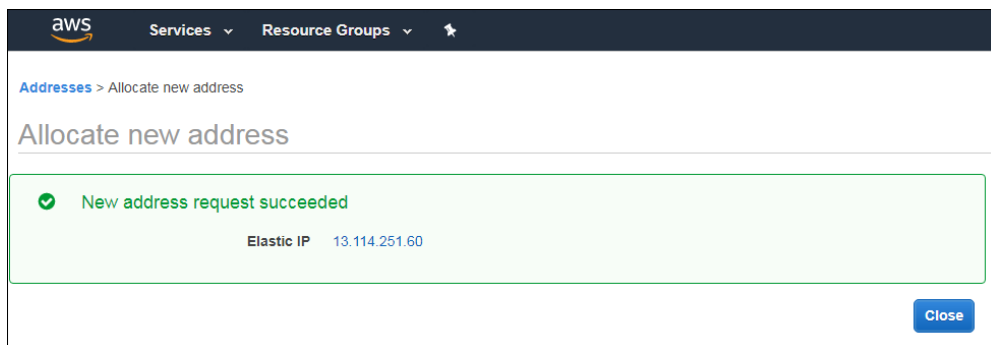 aws Services Resource Groups
Addresses > Allocate new address
Allocate new address
New address request succeeded
Elastic IP 13.114.251.60
Close